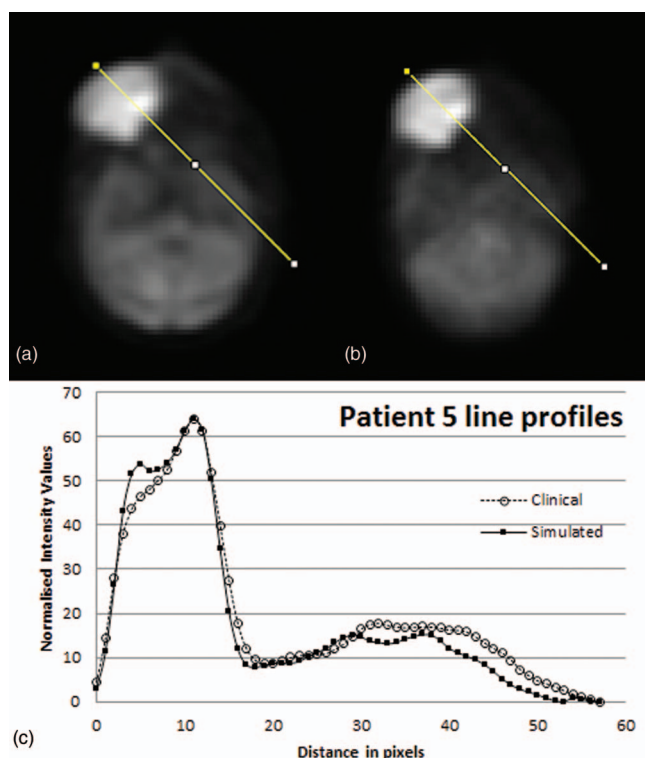 (a)
(b)
70
60
50
40
30
20
10
0
Normalised Intensity Values
Patient 5 line profiles
Clinical
Simulated
0 10 20 30 40 50 60
Distance in pixels
(c)